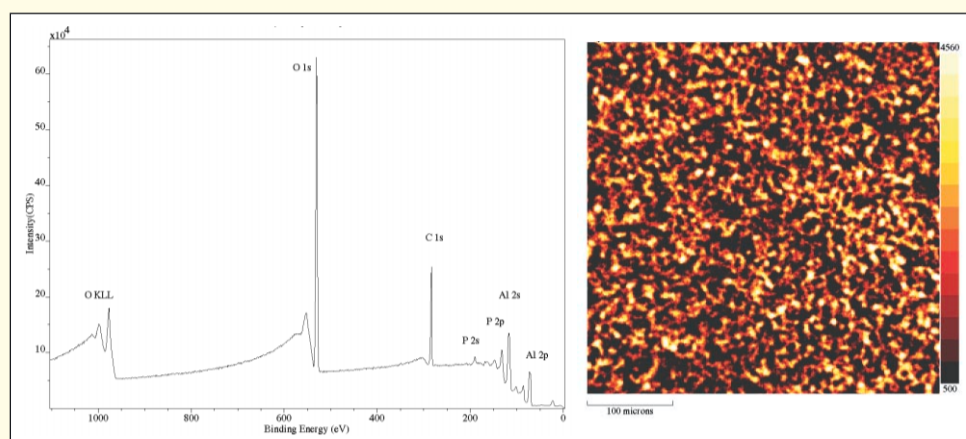 x10⁴
60
50
40
30
20
10
Intensity(CPS)
O 1s
C 1s
O KLL
Al 2s
P 2p
P 2s
Al 2p
1000
800
600
400
200
0
Binding Energy (eV)
4560
500
100 microns